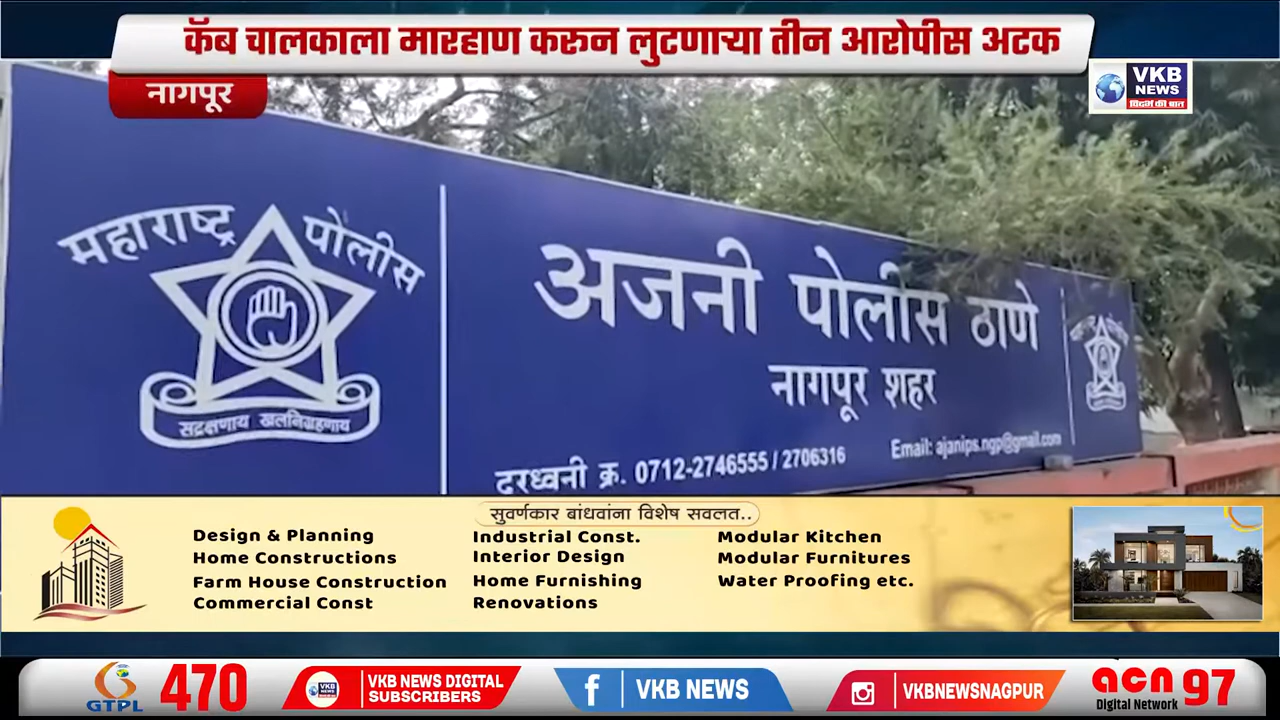 कॅब चालकाला मारहाण करुन लुटणाऱ्या तीन आरोपीस अटक
नागपूर
VKB
NEWS
विदर्भ की बात
महाराष्ट्र पोलीस
सद्रक्षणाय खलनिग्रहणाय
अजनी पोलीस ठाणे
नागपूर शहर
दूरध्वनी क्र. 0712-2746555 / 2706316
Email: ajanips.ngp@gmail.com
सुवर्णकार बांधवांना विशेष सवलत..
Design & Planning
Home Constructions
Farm House Construction
Commercial Const
Industrial Const.
Interior Design
Home Furnishing
Renovations
Modular Kitchen
Modular Furnitures
Water Proofing etc.
GTPL
470
VKB NEWS DIGITAL
SUBSCRIBERS
VKB NEWS
VKBNEWSNAGPUR
acn 97
Digital Network